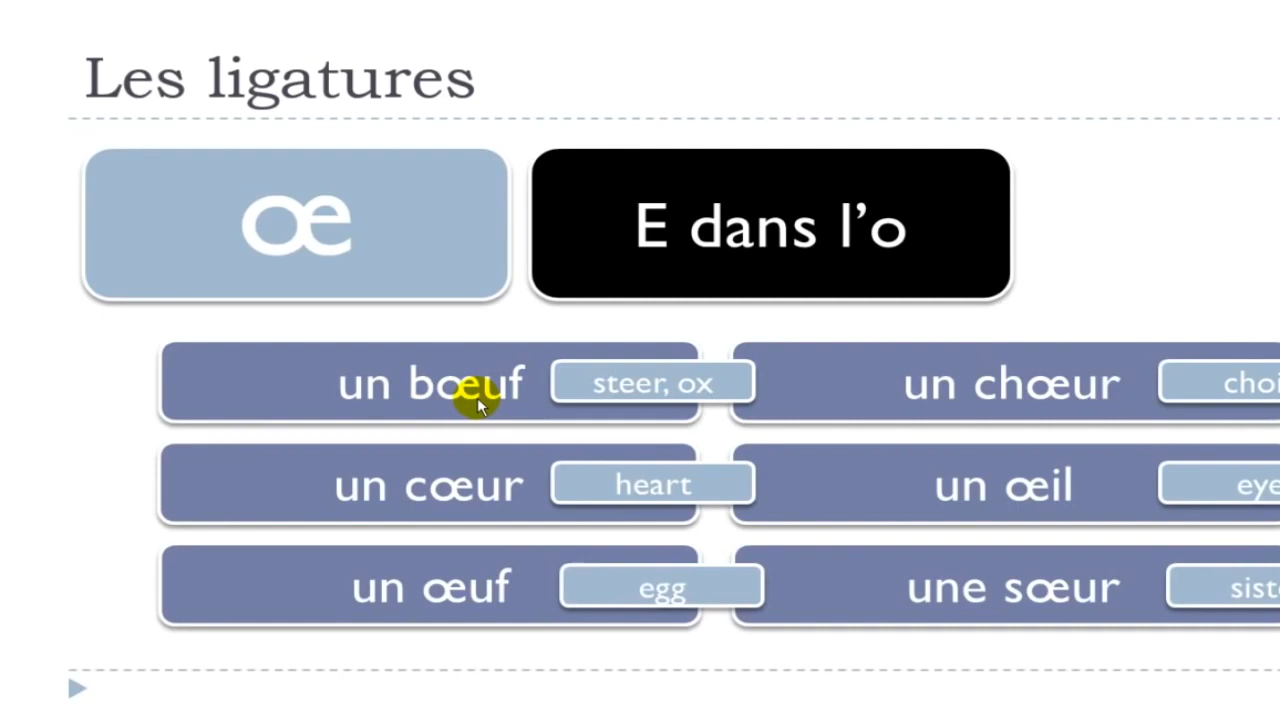 Les ligatures
œ
E dans l’o
un bœuf steer, ox un chœur
un cœur heart un œil eye
un œuf egg une sœur